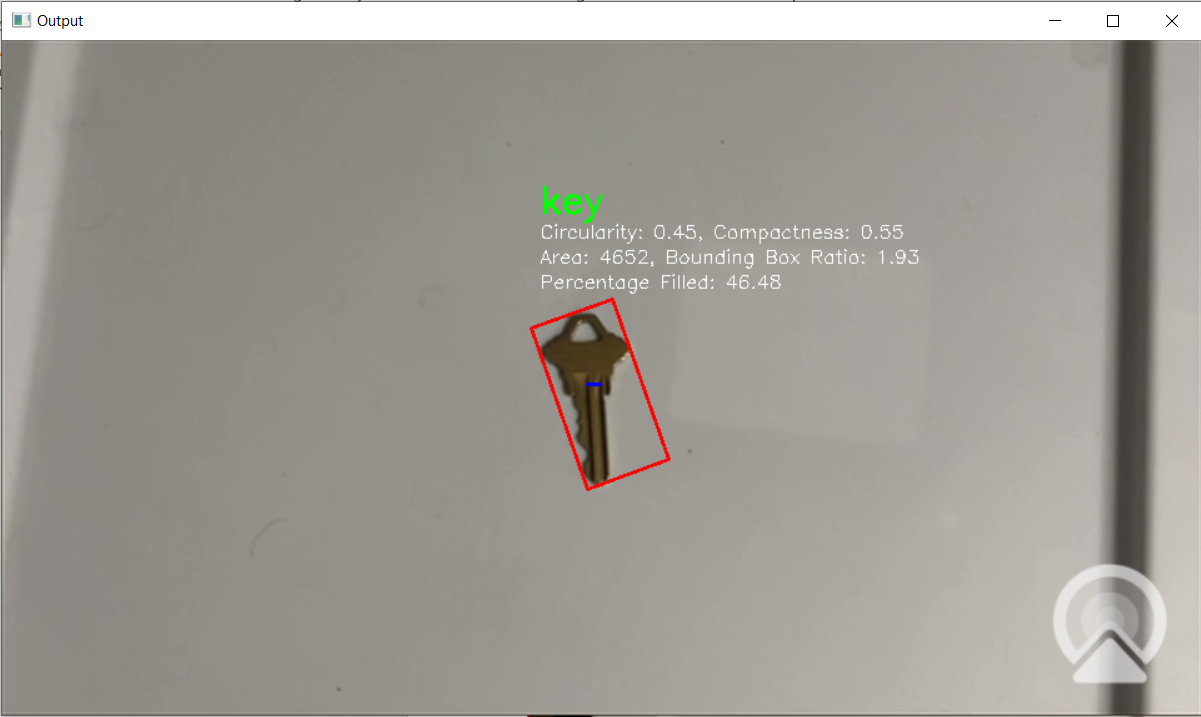 Output
key
Circularity: 0.45, Compactness: 0.55
Area: 4652, Bounding Box Ratio: 1.93
Percentage Filled: 46.48